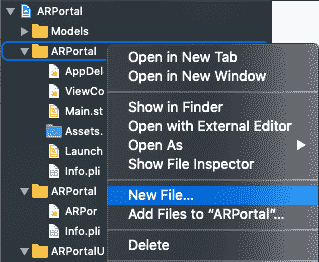 ARPortal
Models
ARPortal
AppDel
ViewCo
Main.st
Assets.
Launch
Info.pli
ARPortal
ARPor
Info.pli
ARPortalU
Open in New Tab
Open in New Window
Show in Finder
Open with External Editor
Open As
Show File Inspector
New File...
Add Files to “ARPortal”...
Delete